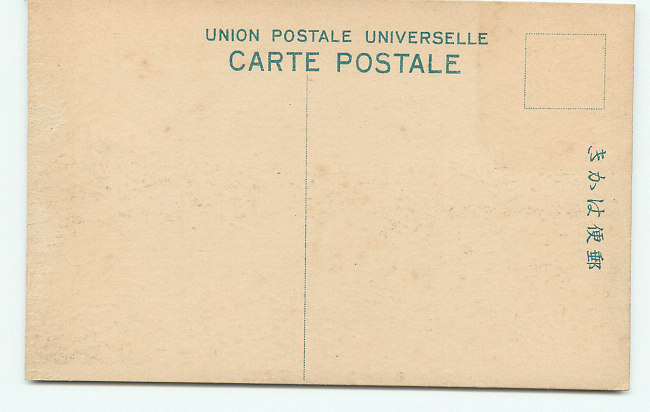 UNION POSTALE UNIVERSELLE
CARTE POSTALE
郵便はかき